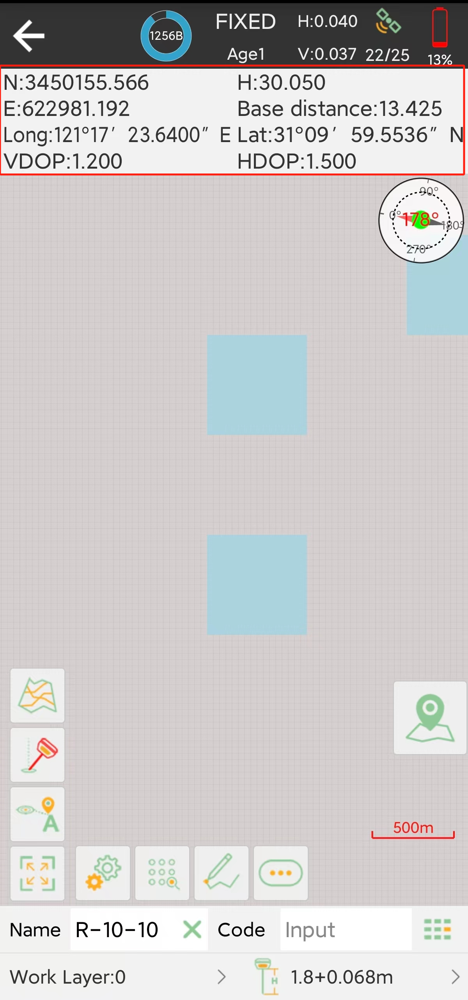 1256B
FIXED
H:0.040
Age1
V:0.037
22/25
13%
N:3450155.566
H:30.050
E:622981.192
Base distance:13.425
Long:121°17′ 23.6400″ E
Lat:31°09′ 59.5536″ N
VDOP:1.200
HDOP:1.500
90°
0°
178°
180°
270°
A
500m
Name
R-10-10
Code
Input
Work Layer:0
H
1.8+0.068m